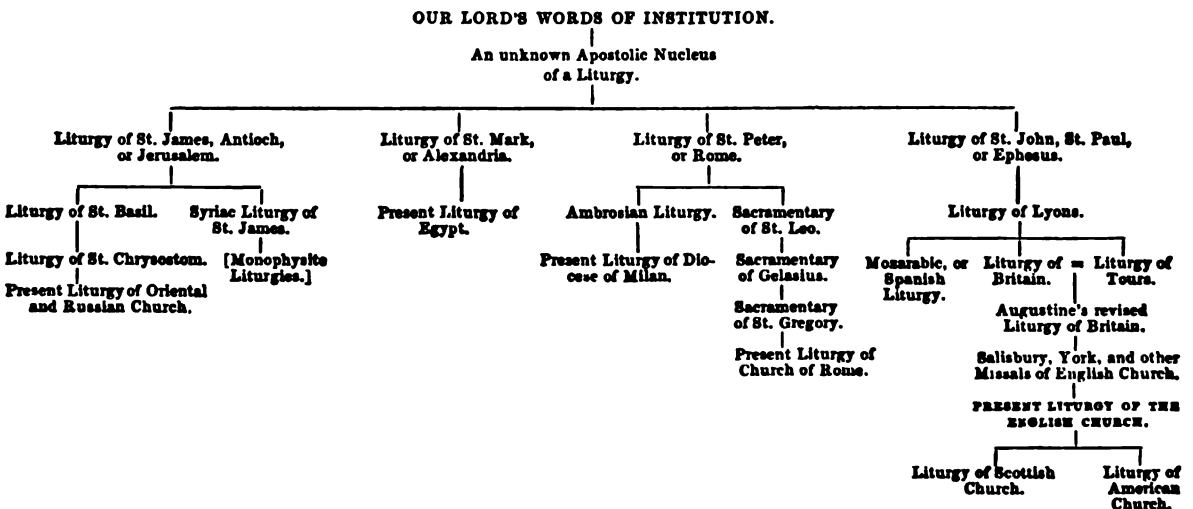 OUR LORD'S WORDS OF INSTITUTION.
An unknown Apostolic Nucleus
of a Liturgy.
Liturgy of St. James, Antioch,
or Jerusalem.
Liturgy of St. Mark,
or Alexandria.
Liturgy of St. Peter,
or Rome.
Liturgy of St. John, St. Paul,
or Ephesus.
Liturgy of St. Basil.
Syriac Liturgy of
St. James.
Present Liturgy of
Egypt.
Ambrosian Liturgy.
Sacramentary
of St. Leo.
Liturgy of Lyons.
Liturgy of St. Chrysostom.
[Monophysite
Liturgies.]
Present Liturgy of Dio-
cese of Milan.
Sacramentary
of Gelasius.
Mozarabic, or
Spanish
Liturgy.
Liturgy of
Britain.
=
Liturgy of
Tours.
Present Liturgy of Oriental
and Russian Church.
Sacramentary
of St. Gregory.
Augustine's revised
Liturgy of Britain.
Present Liturgy of
Church of Rome.
Salisbury, York, and other
Missals of English Church.
PRESENT LITURGY OF THE
ENGLISH CHURCH.
Liturgy of Scottish
Church.
Liturgy of
American
Church.